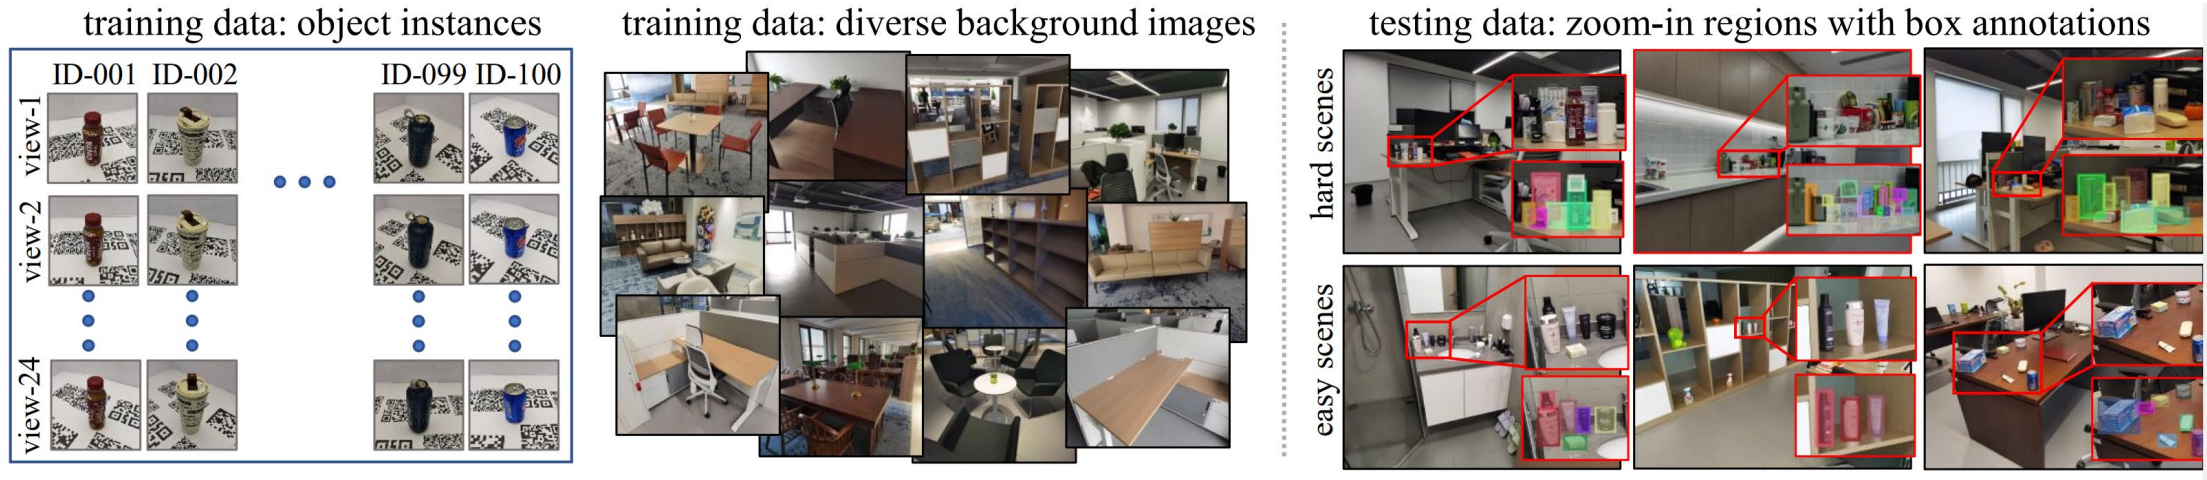 training data: object instances
ID-001 ID-002 ID-099 ID-100
view-1
view-2
view-24
training data: diverse background images
testing data: zoom-in regions with box annotations
hard scenes
easy scenes